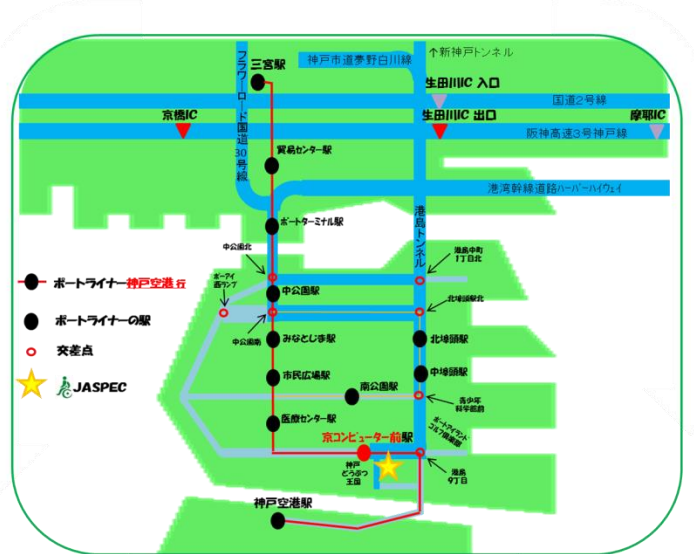 三宮駅
神戸市道夢野白川線
↑新神戸トンネル
フラワーロード国道30号線
生田川IC 入口
国道2号線
京橋IC
生田川IC 出口
摩耶IC
阪神高速3号神戸線
貿易センター駅
港湾幹線道路ハーバーハイウェイ
港島トンネル
ポートターミナル駅
中公園北
港島中町
1丁目北
ポーアイ
西ランプ
ポートライナー神戸空港 行
中公園駅
北埠頭駅北
ポートライナーの駅
中公園南
みなとじま駅
北埠頭駅
交差点
市民広場駅
中埠頭駅
JASPEC
南公園駅
青少年
科学館前
医療センター駅
京コンピューター前駅
ポートアイランド
ゴルフ倶楽部
神戸
どうぶつ
王国
港島
9丁目
神戸空港駅